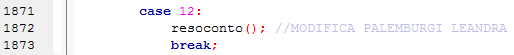 1871 case 12:
1872 resoconto(); //MODIFICA PALEMBURGI LEANDRA
1873 break;